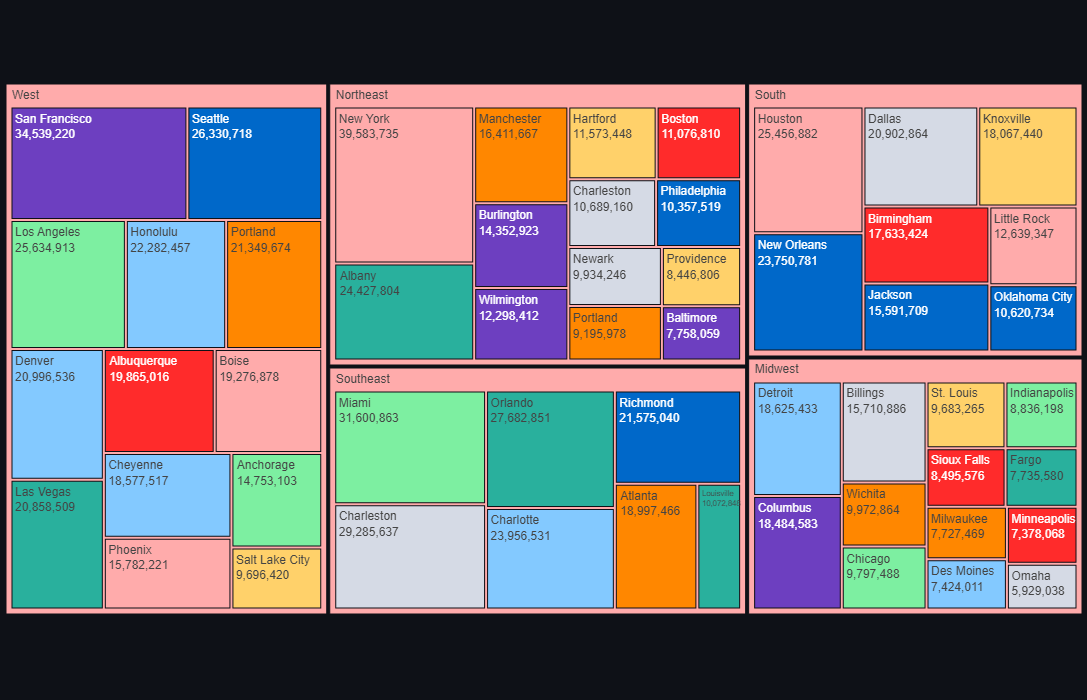 West
San Francisco
34,539,220
Seattle
26,330,718
Los Angeles
25,634,913
Honolulu
22,282,457
Portland
21,349,674
Denver
20,996,536
Albuquerque
19,865,016
Boise
19,276,878
Las Vegas
20,858,509
Cheyenne
18,577,517
Anchorage
14,753,103
Phoenix
15,782,221
Salt Lake City
9,696,420
Northeast
New York
39,583,735
Albany
24,427,804
Manchester
16,411,667
Burlington
14,352,923
Wilmington
12,298,412
Hartford
11,573,448
Boston
11,076,810
Charleston
10,689,160
Philadelphia
10,357,519
Newark
9,934,246
Providence
8,446,806
Portland
9,195,978
Baltimore
7,758,059
Southeast
Miami
31,600,863
Charleston
29,285,637
Orlando
27,682,851
Charlotte
23,956,531
Richmond
21,575,040
Atlanta
18,997,466
Louisville
South
Houston
25,456,882
New Orleans
23,750,781
Dallas
20,902,864
Knoxville
18,067,440
Birmingham
17,633,424
Little Rock
12,639,347
Jackson
15,591,709
Oklahoma City
10,620,734
Midwest
Detroit
18,625,433
Columbus
18,484,583
Billings
15,710,886
Wichita
9,972,864
Chicago
9,797,488
St. Louis
9,683,265
Indianapolis
8,836,198
Sioux Falls
8,495,576
Fargo
7,735,580
Milwaukee
7,727,469
Minneapolis
7,378,068
Des Moines
7,424,011
Omaha
5,929,038